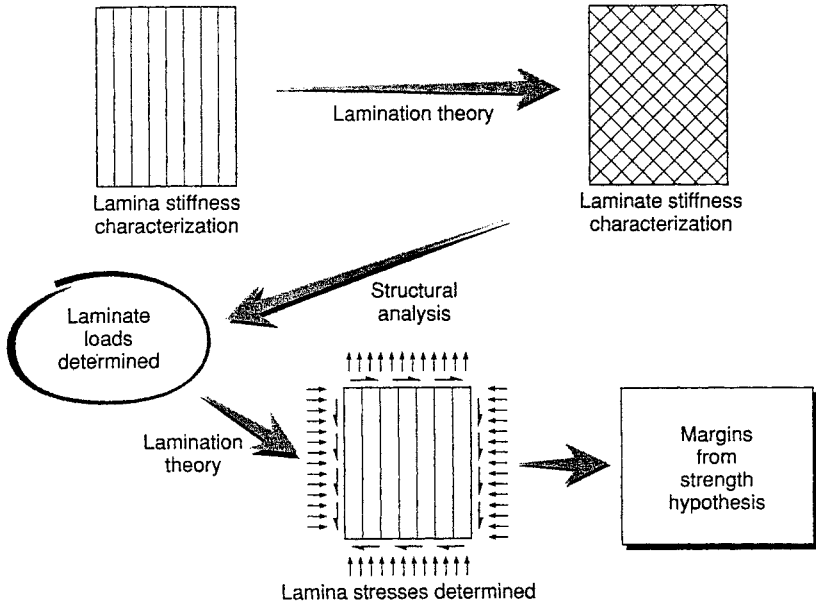 Lamination theory
Lamina stiffness
characterization
Laminate stiffness
characterization
Structural
analysis
Laminate
loads
determined
Lamination
theory
Margins
from
strength
hypothesis
Lamina stresses determined